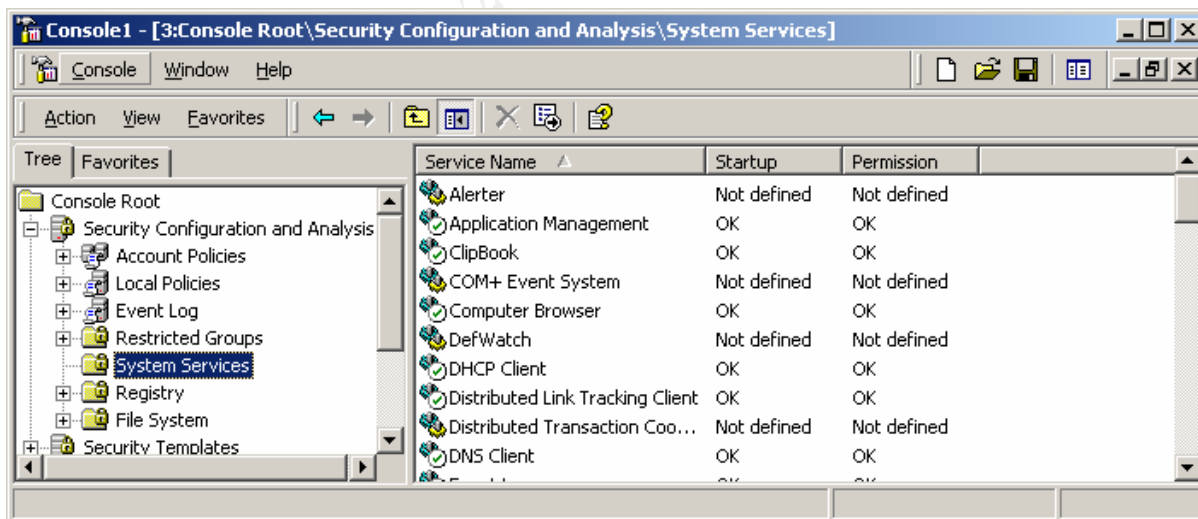 Console1 - [3:Console Root\Security Configuration and Analysis\System Services]
Console Window Help
Action View Favorites
Tree Favorites
Service Name Startup Permission
Console Root
Security Configuration and Analysis
Account Policies
Local Policies
Event Log
Restricted Groups
System Services
Registry
File System
Security Templates
Alerter Not defined Not defined
Application Management OK OK
ClipBook OK OK
COM+ Event System Not defined Not defined
Computer Browser OK OK
DefWatch Not defined Not defined
DHCP Client OK OK
Distributed Link Tracking Client OK OK
Distributed Transaction Coo... Not defined Not defined
DNS Client OK OK